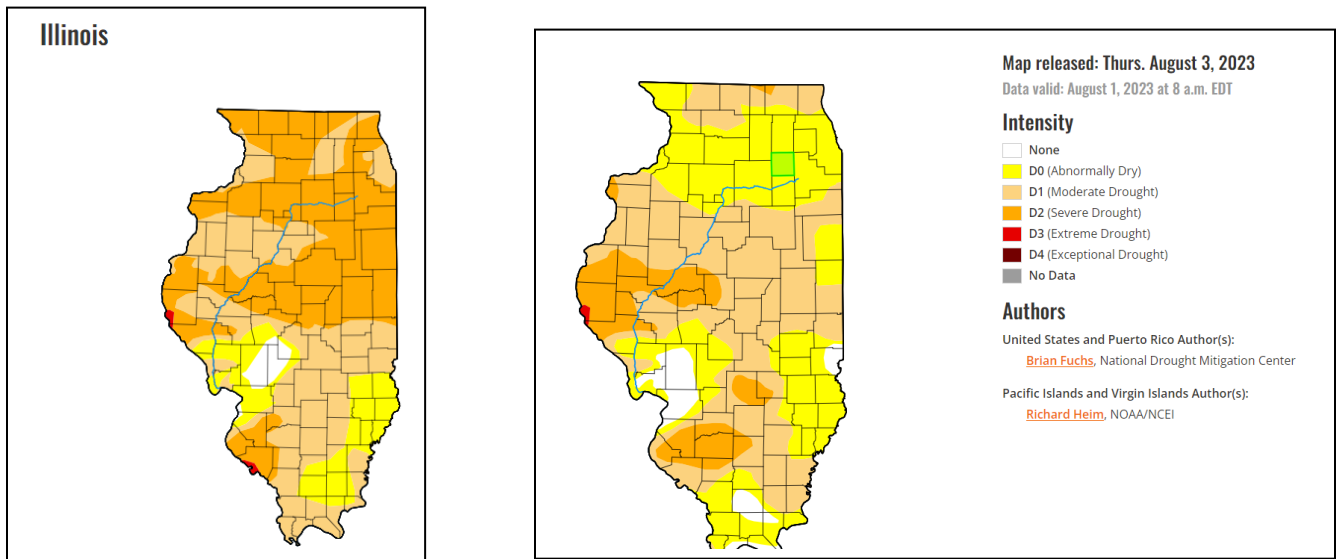 Illinois
Map released: Thurs. August 3, 2023
Data valid: August 1, 2023 at 8 a.m. EDT
Intensity
None
D0 (Abnormally Dry)
D1 (Moderate Drought)
D2 (Severe Drought)
D3 (Extreme Drought)
D4 (Exceptional Drought)
No Data
Authors
United States and Puerto Rico Author(s):
Brian Fuchs, National Drought Mitigation Center
Pacific Islands and Virgin Islands Author(s):
Richard Heim, NOAA/NCEI